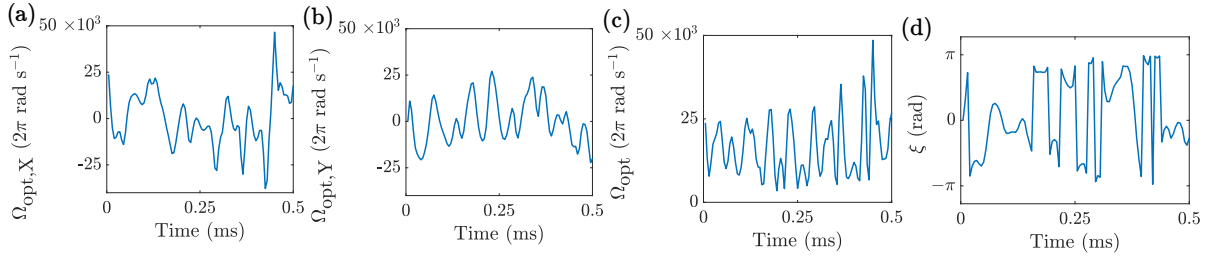 (a)
50 ×10³
25
0
-25
Ω_opt,X (2π rad s⁻¹)
0
0.25
0.5
Time (ms)
(b)
50 ×10³
25
0
-25
Ω_opt,Y (2π rad s⁻¹)
0
0.25
0.5
Time (ms)
(c)
50 ×10³
25
0
Ω_opt (2π rad s⁻¹)
0
0.25
0.5
Time (ms)
(d)
π
0
−π
ξ (rad)
0
0.25
0.5
Time (ms)